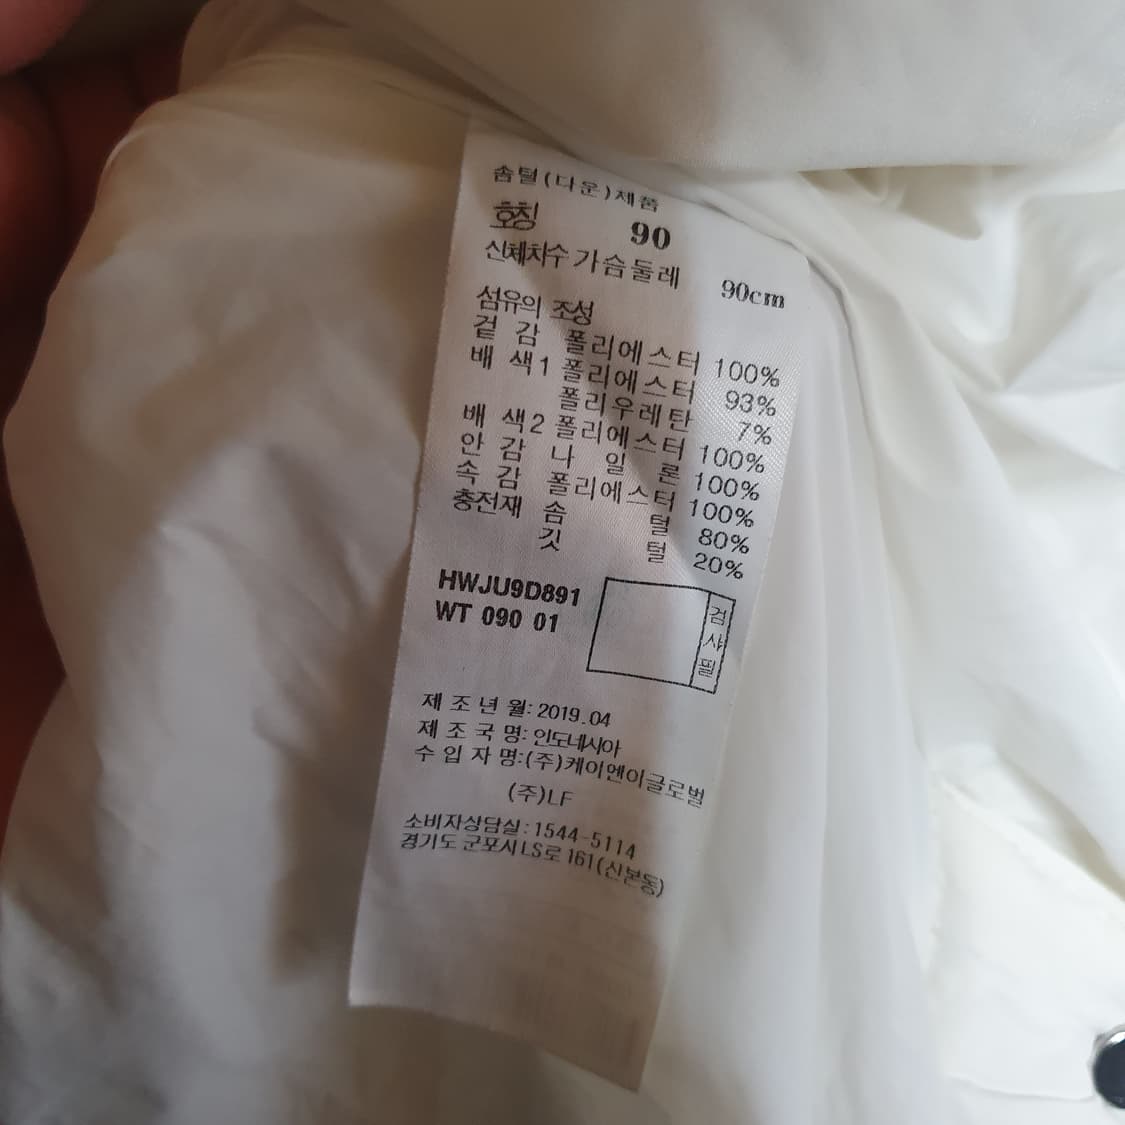 솜털(다운)제품
호칭 90
신체치수 가슴둘레 90cm
섬유의 조성
겉 감 폴리에스터 100%
배 색1 폴리에스터 93%
폴리우레탄 7%
배 색2 폴리에스터 100%
안 감 나 일 론 100%
속 감 폴리에스터 100%
충전재 솜 털 80%
깃 털 20%
HWJU9D891
WT 090 01
검사필
제 조 년 월: 2019.04
제 조 국 명: 인도네시아
수 입 자 명:(주)케이엔이글로벌
(주)LF
소비자상담실:1544-5114
경기도 군포시 LS로 161(산본동)